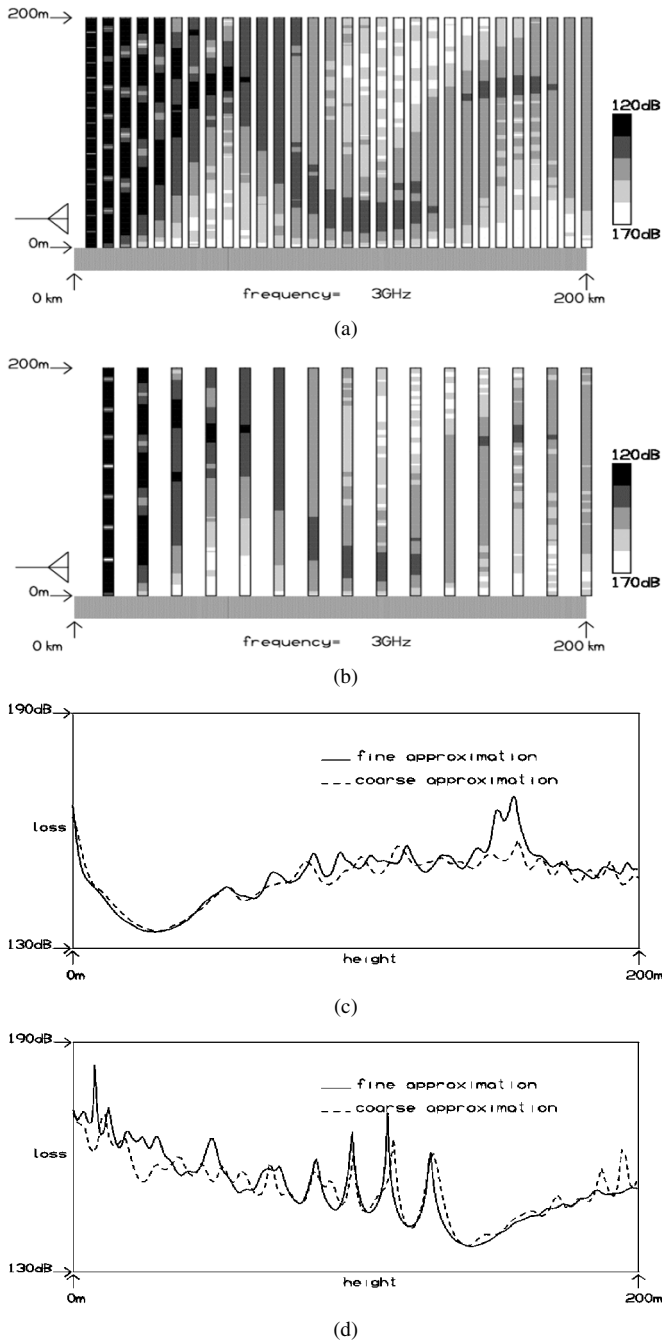 200m
120dB
170dB
0m
0 km
frequency= 3GHz
200 km
(a)
200m
120dB
170dB
0m
0 km
frequency= 3GHz
200 km
(b)
190dB
fine approximation
coarse approximation
loss
130dB
0m
height
200m
(c)
190dB
fine approximation
coarse approximation
loss
130dB
0m
height
200m
(d)